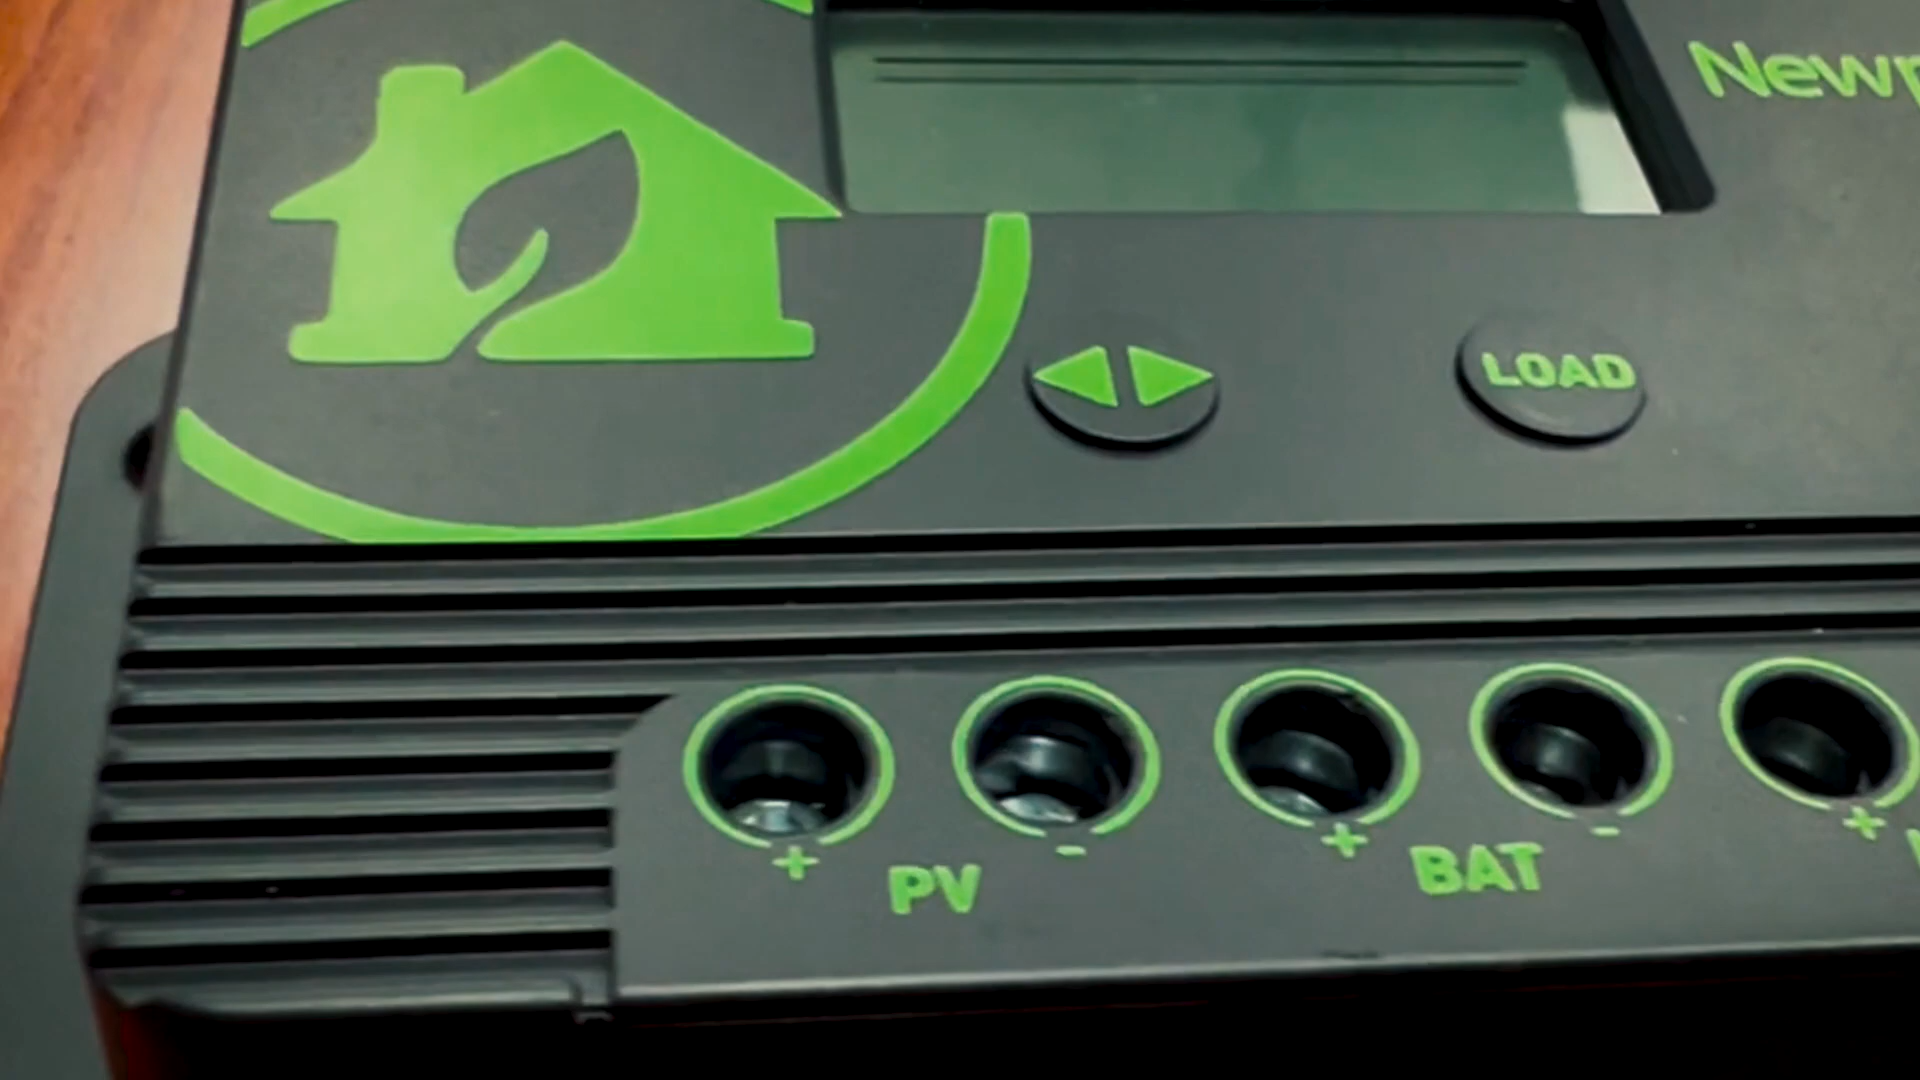 Newp
LOAD
+ - + - +
PV BAT